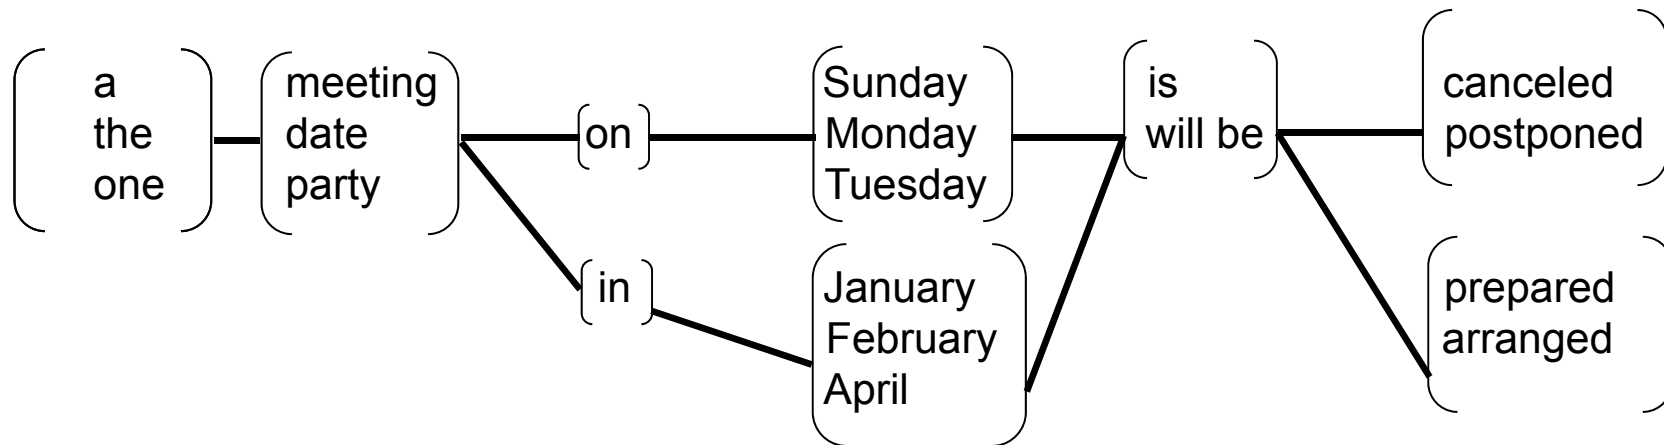 a
the
one
meeting
date
party
on
in
Sunday
Monday
Tuesday
January
February
April
is
will be
canceled
postponed
prepared
arranged